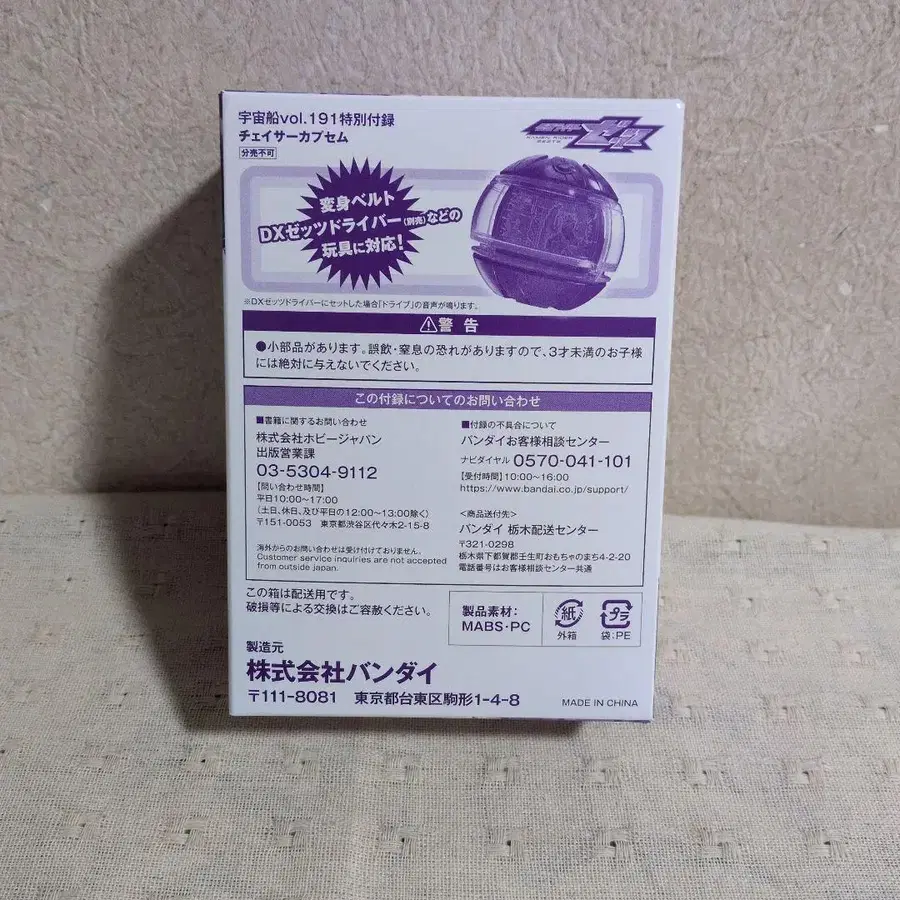 宇宙船vol.191特別付録
チェイサーカプセム
分売不可
仮面ライダー
ゼッツ
KAMEN RIDER ZEZTZ
変身ベルト
DXゼッツドライバー(別売)などの
玩具に対応!
※DXゼッツドライバーにセットした場合「ドライブ」の音声が鳴ります。
⚠警告
●小部品があります。誤飲・窒息の恐れがありますので、3才未満のお子様
には絶対に与えないでください。
この付録についてのお問い合わせ
■書籍に関するお問い合わせ
株式会社ホビージャパン
出版営業課
03-5304-9112
【問い合わせ時間】
平日10:00~17:00
(土日、休日、及び平日の12:00~13:00除く)
〒151-0053 東京都渋谷区代々木2-15-8
海外からのお問い合わせは受け付けておりません。
Customer service inquiries are not accepted
from outside japan.
■付録の不具合について
バンダイお客様相談センター
ナビダイヤル 0570-041-101
【受付時間】10:00~16:00
https://www.bandai.co.jp/support/
<商品送付先>
バンダイ 栃木配送センター
〒321-0298
栃木県下都賀郡壬生町おもちゃのまち4-2-20
電話番号はお客様相談センター共通
この箱は配送用です。
破損等による交換はご容赦ください。
製品素材:
MABS・PC
紙
外箱
プラ
袋:PE
製造元
株式会社バンダイ
〒111-8081 東京都台東区駒形1-4-8
MADE IN CHINA